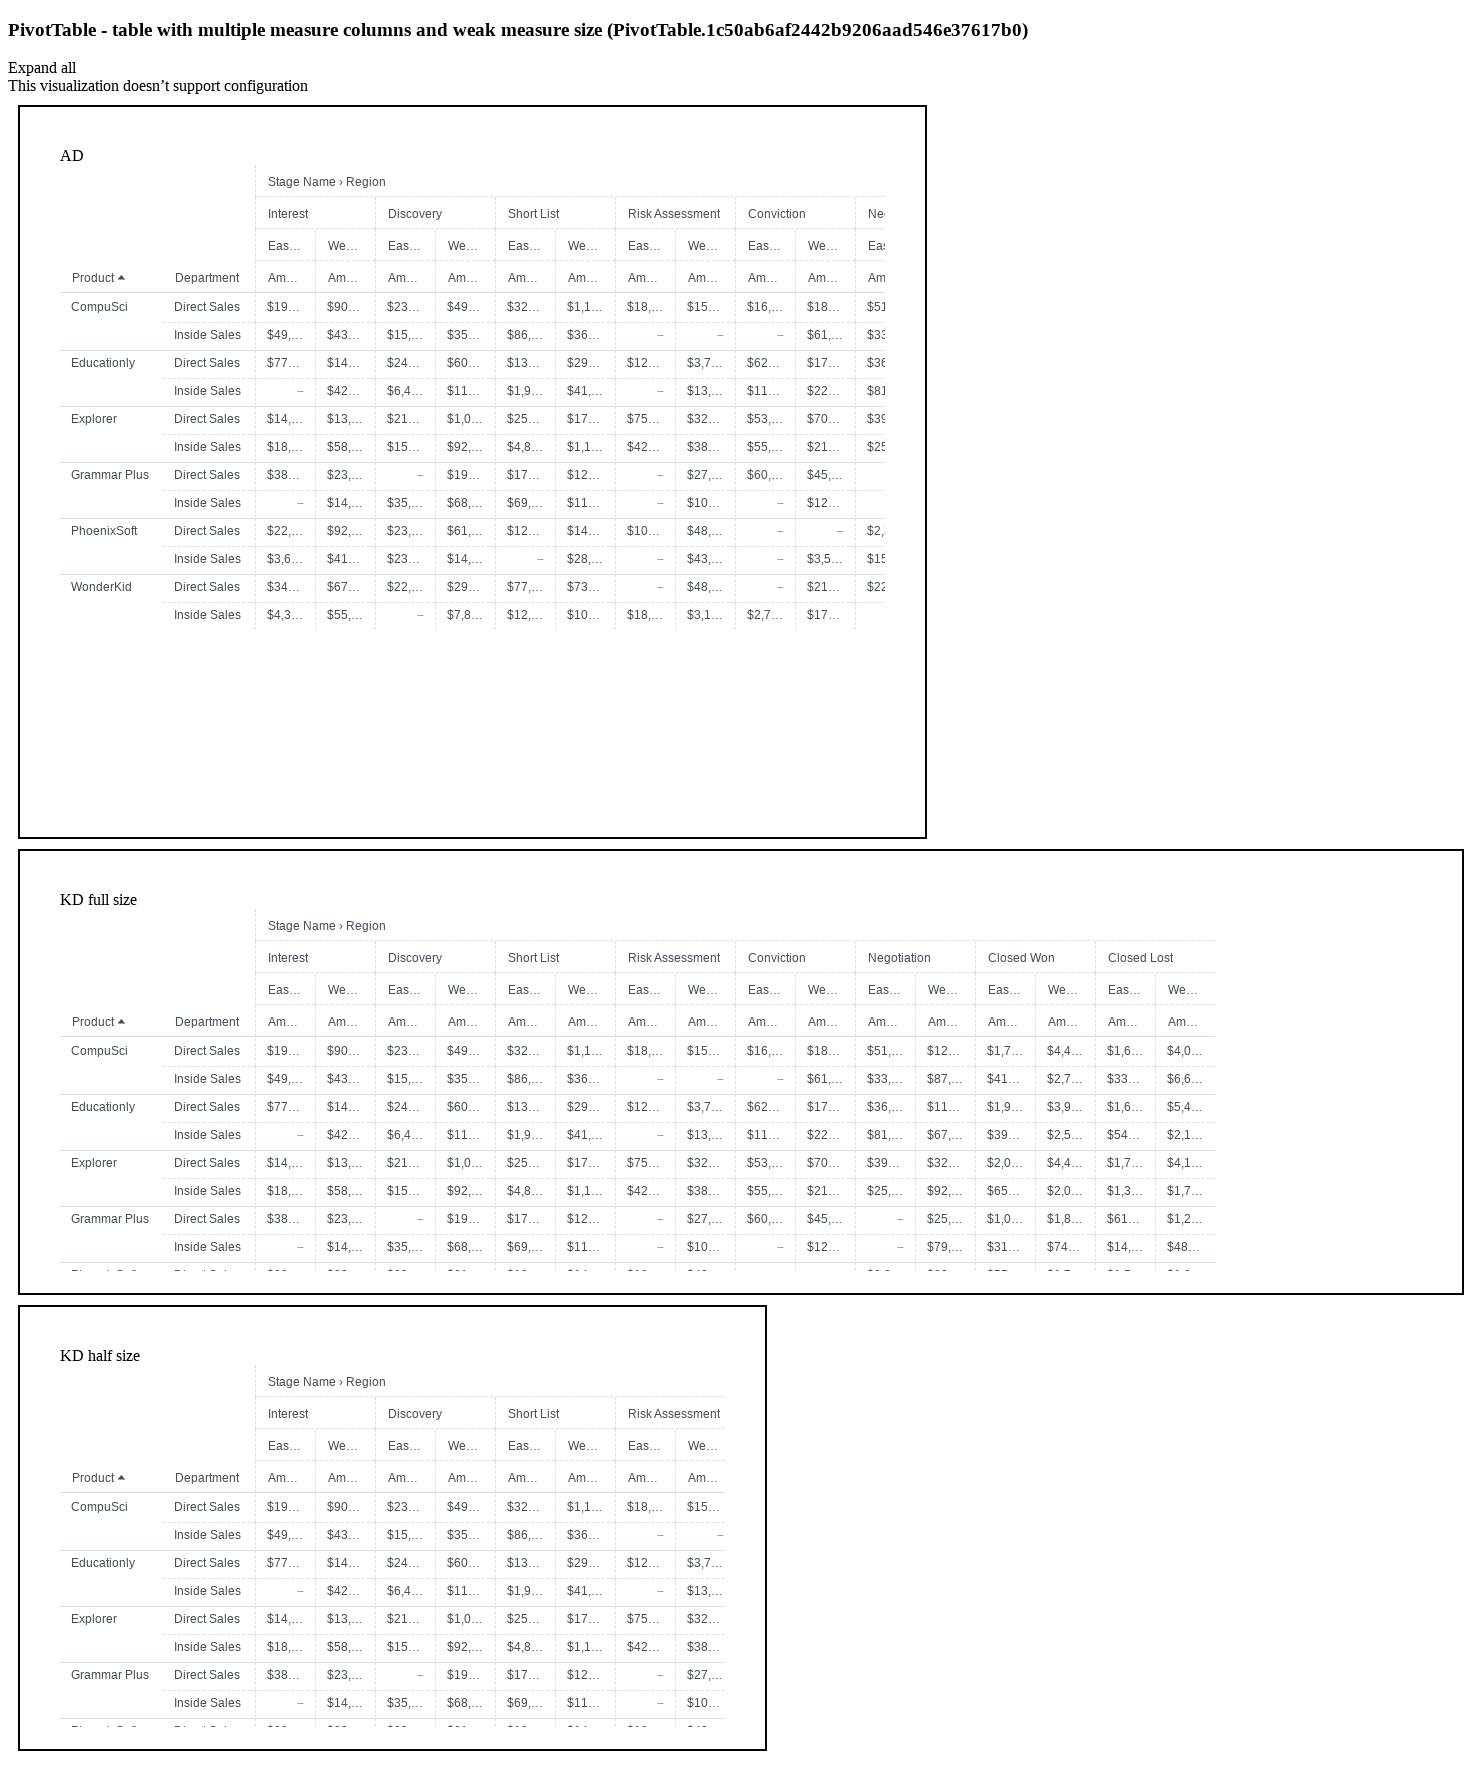 PivotTable - table with multiple measure columns and weak measure size (PivotTable.1c50ab6af2442b9206aad546e37617b0)
Expand all
This visualization doesn’t support configuration
AD
Stage Name › Region
Interest Discovery Short List Risk Assessment Conviction
Eas… We… Eas… We… Eas… We… Eas… We… Eas… We…
Product Department Am… Am… Am… Am… Am… Am… Am… Am… Am… Am… Am
CompuSci Direct Sales $19… $90… $23… $49… $32… $1,1… $18,… $15… $16,… $18… $51
Inside Sales $49,… $43… $15,… $35… $86,… $36… – – – $61,… $33
Educationly Direct Sales $77… $14… $24… $60… $13… $29… $12… $3,7… $62… $17… $36
Inside Sales – $42… $6,4… $11… $1,9… $41,… – $13,… $11… $22… $81
Explorer Direct Sales $14,… $13,… $21… $1,0… $25… $17… $75… $32… $53,… $70… $39
Inside Sales $18,… $58,… $15… $92,… $4,8… $1,1… $42… $38… $55,… $21… $25
Grammar Plus Direct Sales $38… $23,… – $19… $17… $12… – $27,… $60,… $45,…
Inside Sales – $14,… $35,… $68,… $69,… $11… – $10… – $12…
PhoenixSoft Direct Sales $22,… $92,… $23,… $61,… $12… $14… $10… $48,… – – $2,
Inside Sales $3,6… $41… $23… $14,… – $28,… – $43,… – $3,5… $15
WonderKid Direct Sales $34… $67… $22,… $29… $77,… $73… – $48,… – $21… $22
Inside Sales $4,3… $55,… – $7,8… $12,… $10… $18,… $3,1… $2,7… $17…
KD full size
Stage Name › Region
Interest Discovery Short List Risk Assessment Conviction Negotiation Closed Won Closed Lost
Eas… We… Eas… We… Eas… We… Eas… We… Eas… We… Eas… We… Eas… We… Eas… We…
Product Department Am… Am… Am… Am… Am… Am… Am… Am… Am… Am… Am… Am… Am… Am… Am… Am…
CompuSci Direct Sales $19… $90… $23… $49… $32… $1,1… $18,… $15… $16,… $18… $51,… $12… $1,7… $4,4… $1,6… $4,0…
Inside Sales $49,… $43… $15,… $35… $86,… $36… – – – $61,… $33,… $87,… $41… $2,7… $33… $6,6…
Educationly Direct Sales $77… $14… $24… $60… $13… $29… $12… $3,7… $62… $17… $36,… $11… $1,9… $3,9… $1,6… $5,4…
Inside Sales – $42… $6,4… $11… $1,9… $41,… – $13,… $11… $22… $81,… $67,… $39… $2,5… $54… $2,1…
Explorer Direct Sales $14,… $13,… $21… $1,0… $25… $17… $75… $32… $53,… $70… $39… $32… $2,0… $4,4… $1,7… $4,1…
Inside Sales $18,… $58,… $15… $92,… $4,8… $1,1… $42… $38… $55,… $21… $25,… $92,… $65… $2,0… $1,3… $1,7…
Grammar Plus Direct Sales $38… $23,… – $19… $17… $12… – $27,… $60,… $45,… – $25,… $1,0… $1,8… $61… $1,2…
Inside Sales – $14,… $35,… $68,… $69,… $11… – $10… – $12… – $79,… $31… $74… $14,… $48…
KD half size
Stage Name › Region
Interest Discovery Short List Risk Assessment
Eas… We… Eas… We… Eas… We… Eas… We…
Product Department Am… Am… Am… Am… Am… Am… Am… Am…
CompuSci Direct Sales $19… $90… $23… $49… $32… $1,1… $18,… $15…
Inside Sales $49,… $43… $15,… $35… $86,… $36… – –
Educationly Direct Sales $77… $14… $24… $60… $13… $29… $12… $3,7…
Inside Sales – $42… $6,4… $11… $1,9… $41,… – $13,…
Explorer Direct Sales $14,… $13,… $21… $1,0… $25… $17… $75… $32…
Inside Sales $18,… $58,… $15… $92,… $4,8… $1,1… $42… $38…
Grammar Plus Direct Sales $38… $23,… – $19… $17… $12… – $27,…
Inside Sales – $14,… $35,… $68,… $69,… $11… – $10…